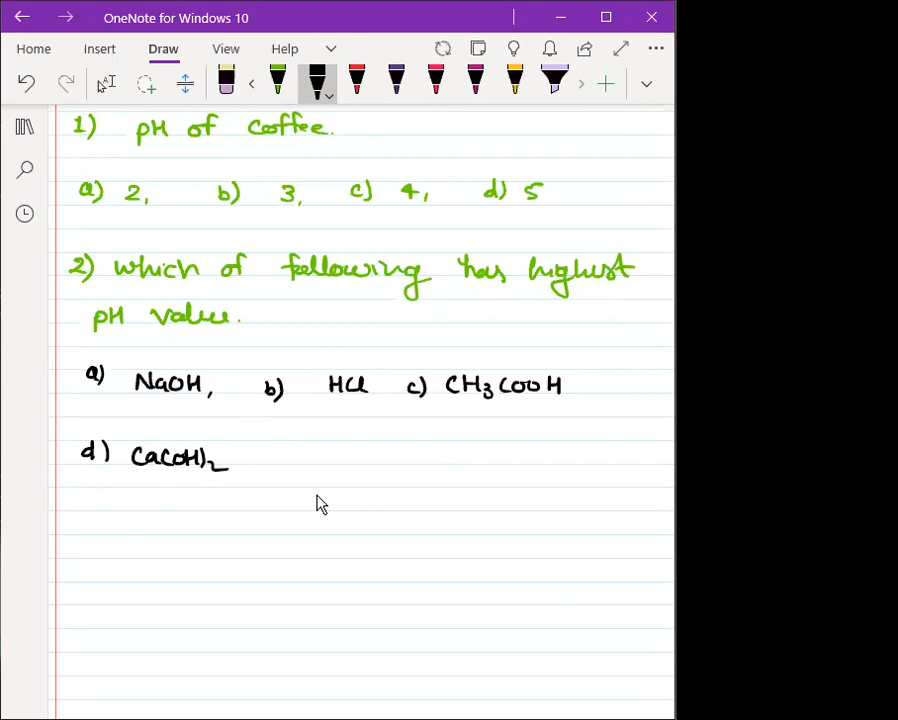 OneNote for Windows 10
Home Insert Draw View Help
1) pH of coffee.
a) 2, b) 3, c) 4, d) 5
2) which of following has highest
pH value.
a) NaOH, b) HCl c) CH3COOH
d) Ca(OH)2